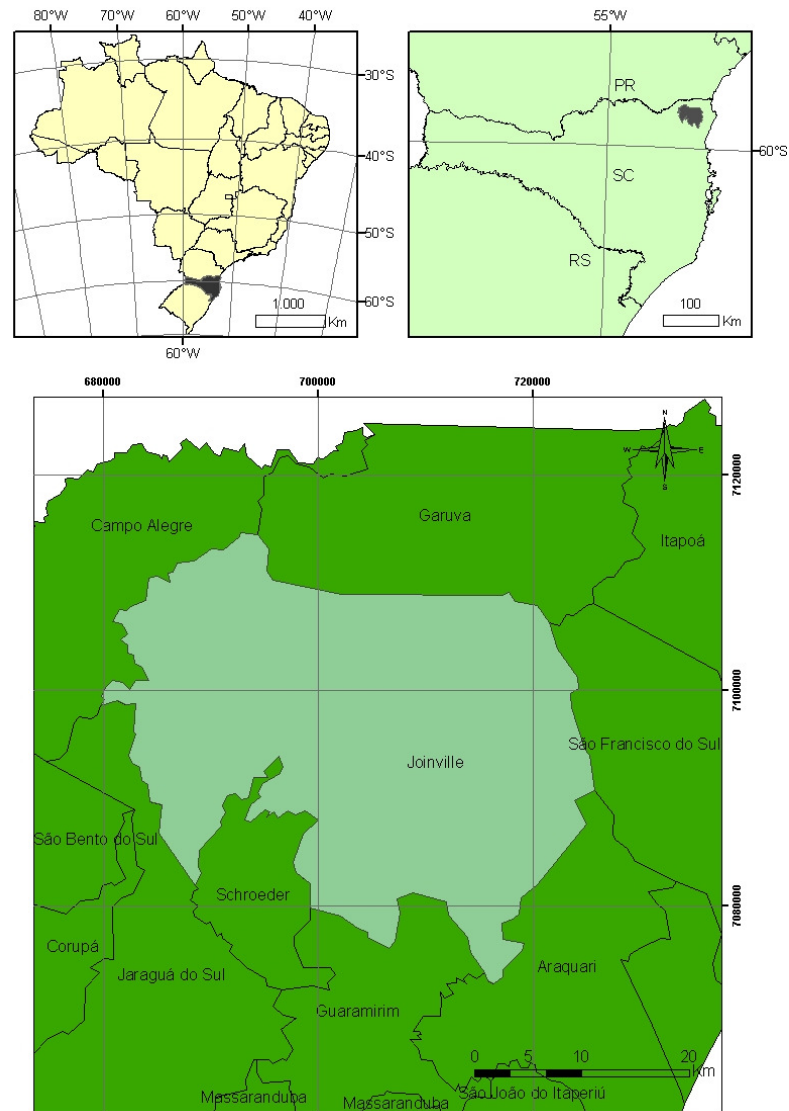 80°W 70°W 60°W 50°W 40°W
30°S
40°S
50°S
60°S
1.000
Km
60°W
55°W
PR
SC
RS
60°S
100
Km
680000 700000 720000
N
W E
S
7120000
Campo Alegre
Garuva
Itapoá
7100000
São Francisco do Sul
Joinville
São Bento do Sul
Schroeder
7080000
Corupá
Jaraguá do Sul
Araquari
Guaramirim
0 5 10 20
Km
São João do Itaperiú
Massaranduba
Massaranduba